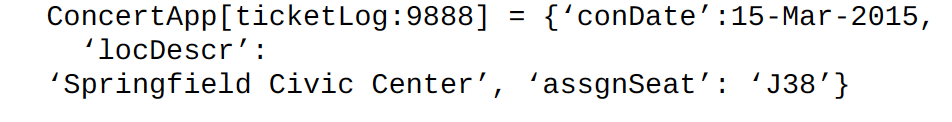 ConcertApp[ticketLog:9888] = {‘conDate’:15-Mar-2015,
‘locDescr’:
‘Springfield Civic Center’, ‘assgnSeat’: ‘J38’}